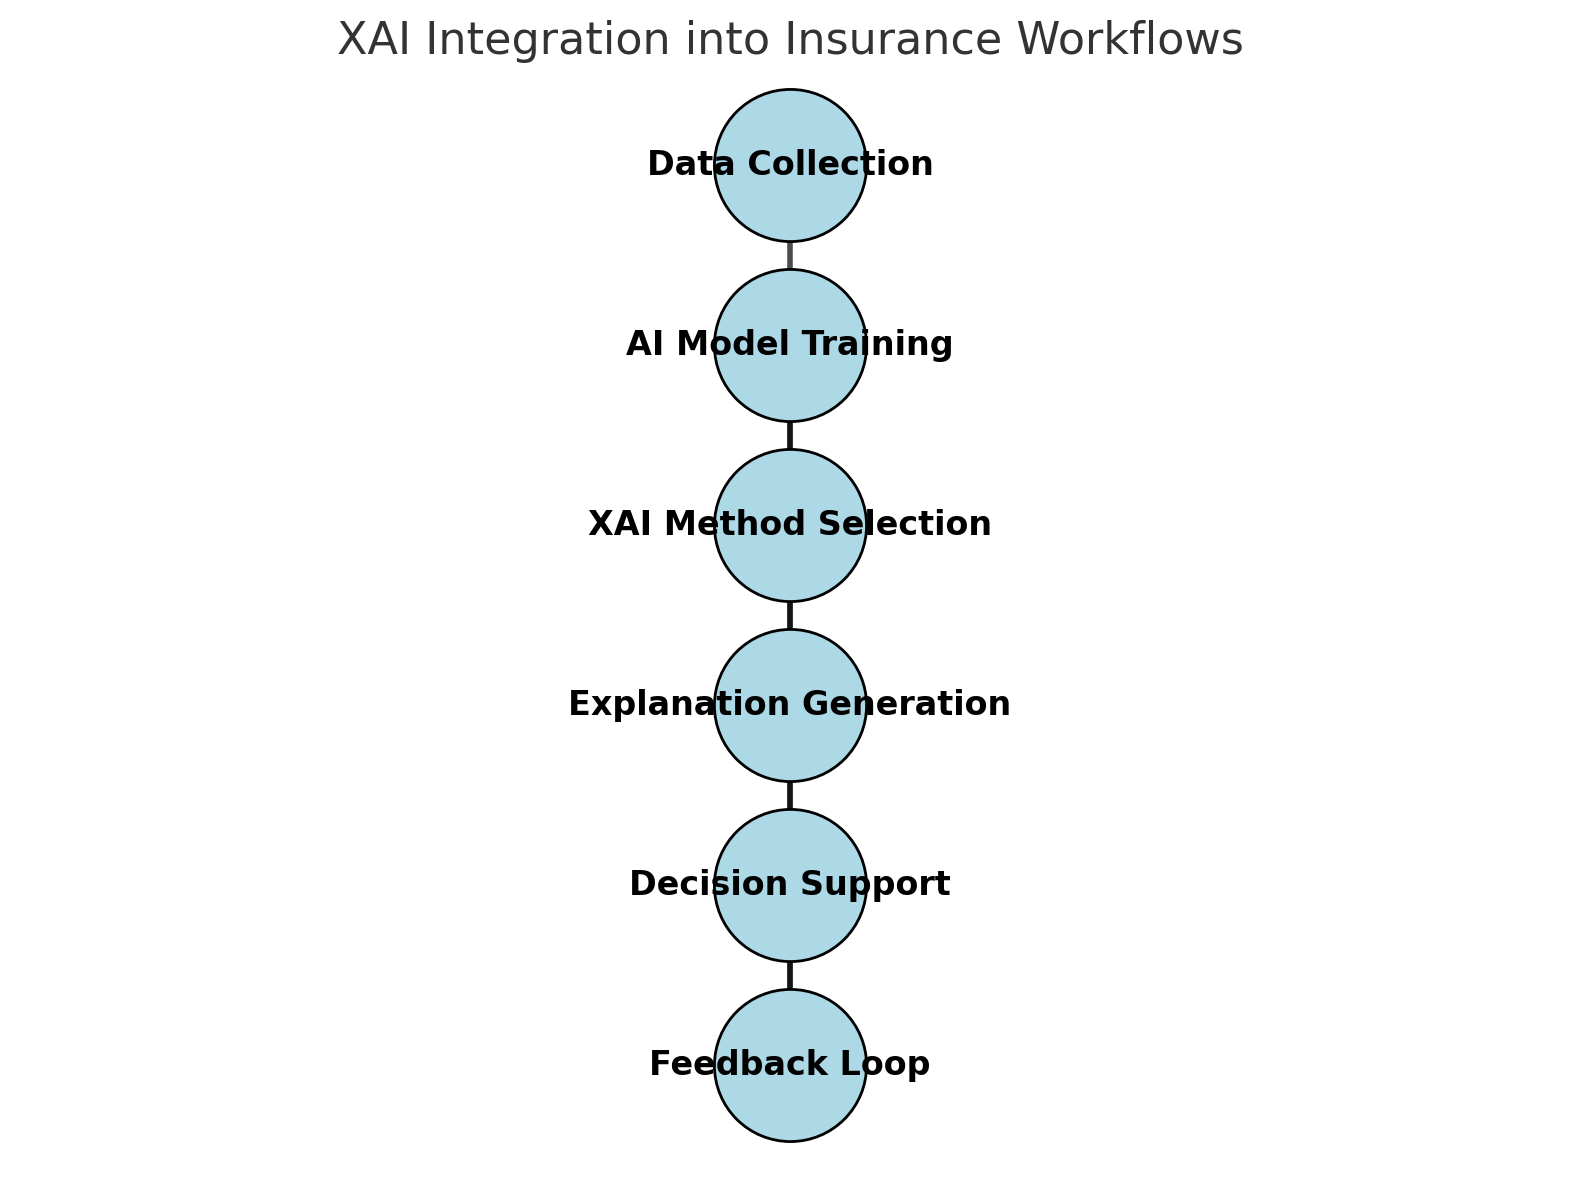 XAI Integration into Insurance Workflows
Data Collection
AI Model Training
XAI Method Selection
Explanation Generation
Decision Support
Feedback Loop